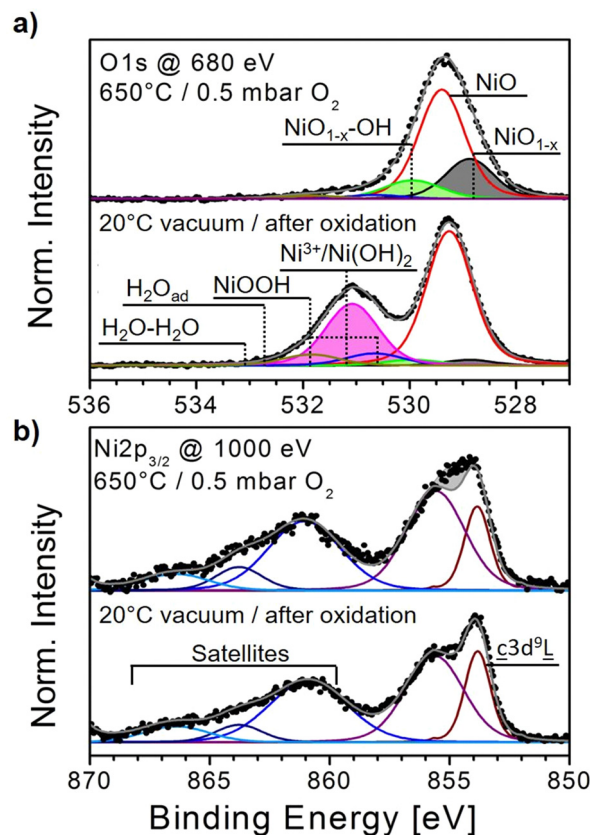 a)
O1s @ 680 eV
650°C / 0.5 mbar O₂
NiO
NiO₁₋ₓ-OH
NiO₁₋ₓ
20°C vacuum / after oxidation
Ni³⁺/Ni(OH)₂
NiOOH
H₂Oad
H₂O-H₂O
Norm. Intensity
536 534 532 530 528
b)
Ni2p3/2 @ 1000 eV
650°C / 0.5 mbar O₂
20°C vacuum / after oxidation
Satellites
c3d⁹L
Norm. Intensity
870 865 860 854 850
Binding Energy [eV]